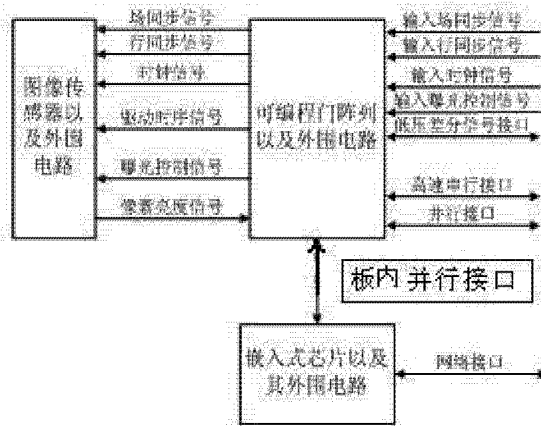 场同步信号
行同步信号
时钟信号
驱动时序信号
曝光控制信号
像素亮度信号
图像传
感器以
及外围
电路
可编程门阵列
以及外围电路
输入场同步信号
输入行同步信号
输入时钟信号
输入曝光控制信号
低压差分信号接口
高速串行接口
并行接口
板内 并行接口
嵌入式芯片以及
其外围电路
网络接口